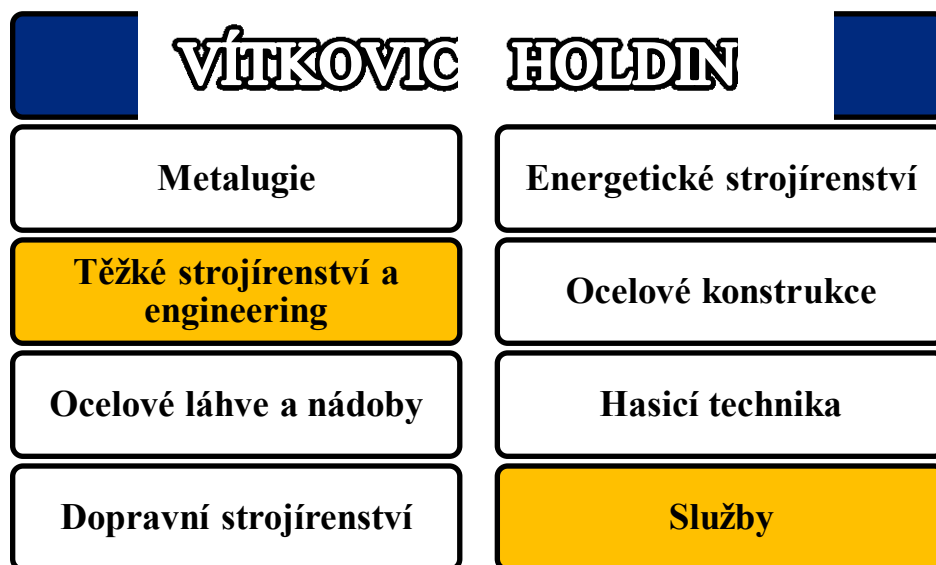 VÍTKOVIC HOLDIN
Metalugie
Energetické strojírenství
Těžké strojírenství a
engineering
Ocelové konstrukce
Ocelové láhve a nádoby
Hasicí technika
Dopravní strojírenství
Služby